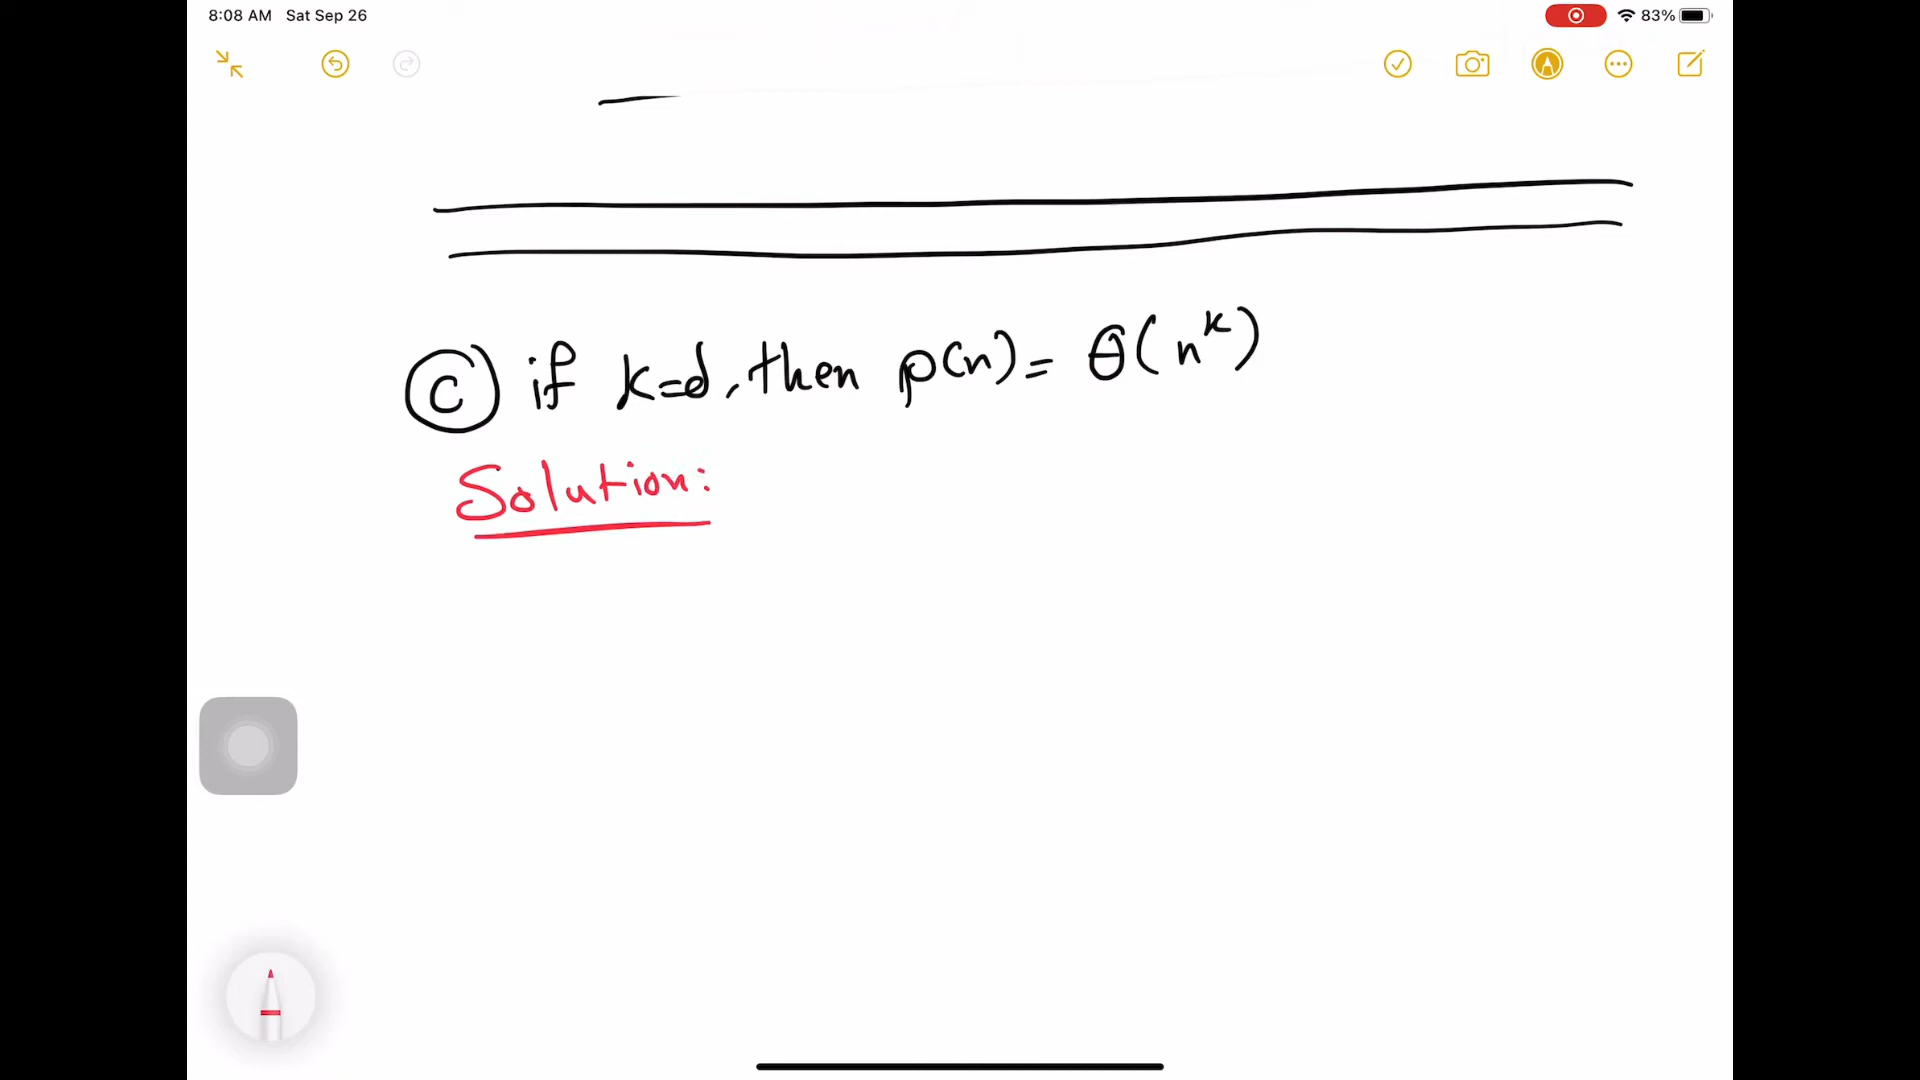 8:08 AM Sat Sep 26
83%
C if k=d, then p(n) = θ(n^k)
Solution: